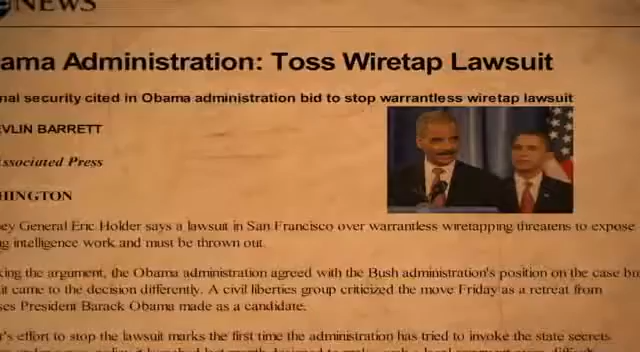 NEWS
ama Administration: Toss Wiretap Lawsuit
nal security cited in Obama administration bid to stop warrantless wiretap lawsuit
EVLIN BARRETT
Associated Press
HINGTON
ey General Eric Holder says a lawsuit in San Francisco over warrantless wiretapping threatens to expose
ng intelligence work and must be thrown out.
king the argument, the Obama administration agreed with the Bush administration's position on the case bu
it came to the decision differently. A civil liberties group criticized the move Friday as a retreat from
ses President Barack Obama made as a candidate.
r's effort to stop the lawsuit marks the first time the administration has tried to invoke the state secrets